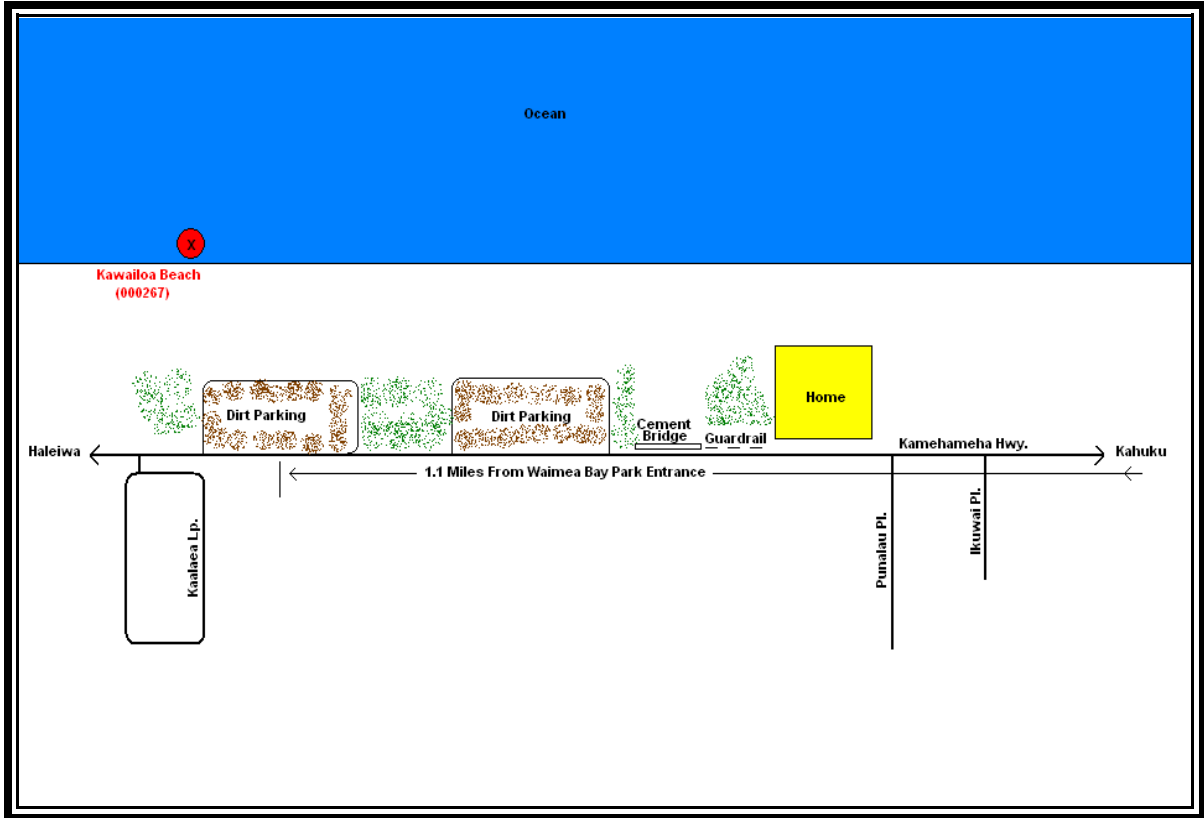 Ocean
X
Kawailoa Beach
(000267)
Dirt Parking
Dirt Parking
Cement
Bridge
Guardrail
Home
Haleiwa
Kamehameha Hwy.
Kahuku
1.1 Miles From Waimea Bay Park Entrance
Kaalaea Lp.
Punalau Pl.
Ikuwai Pl.